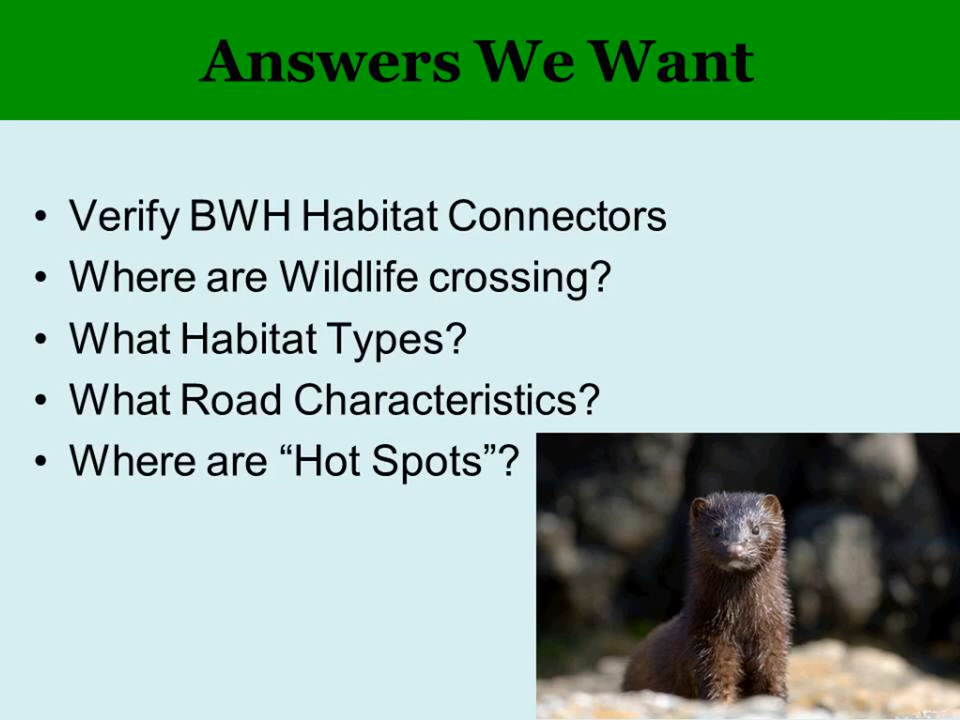 Answers We Want
• Verify BWH Habitat Connectors
• Where are Wildlife crossing?
• What Habitat Types?
• What Road Characteristics?
• Where are “Hot Spots”?